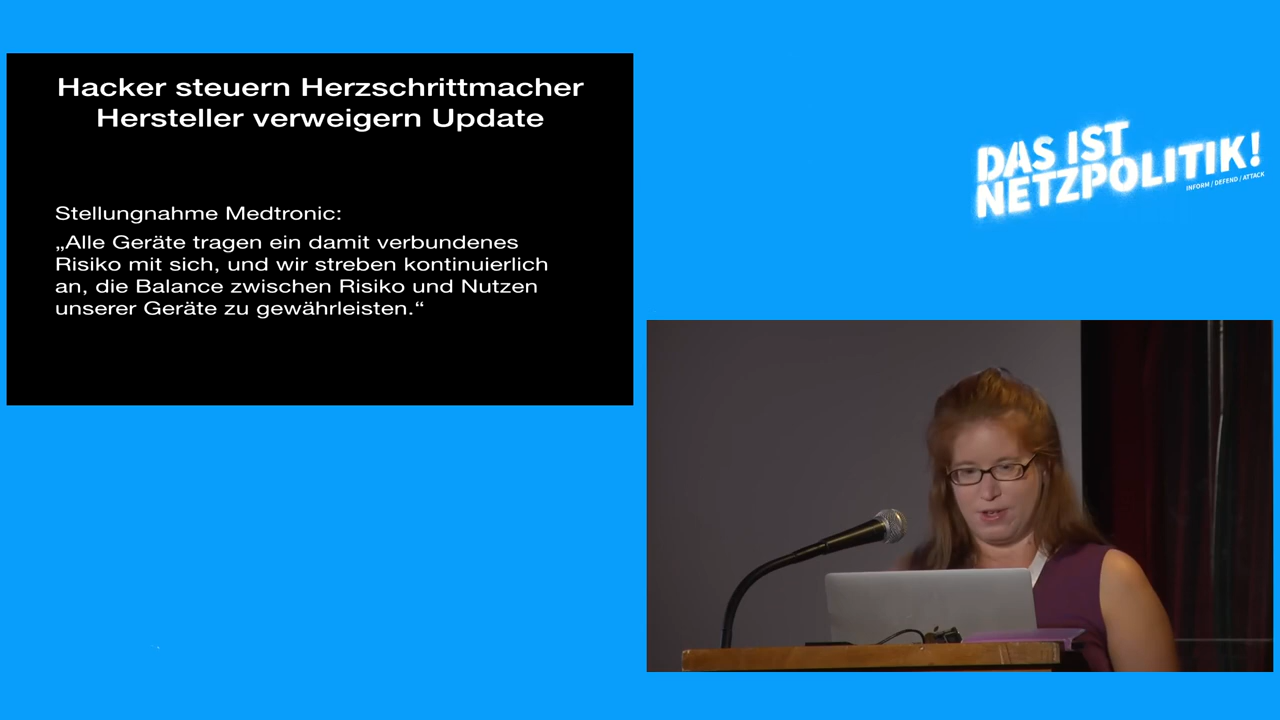 Hacker steuern Herzschrittmacher
Hersteller verweigern Update
Stellungnahme Medtronic:
„Alle Geräte tragen ein damit verbundenes
Risiko mit sich, und wir streben kontinuierlich
an, die Balance zwischen Risiko und Nutzen
unserer Geräte zu gewährleisten.“
DAS IST
NETZPOLITIK!
INFORM / DEFEND / ATTACK